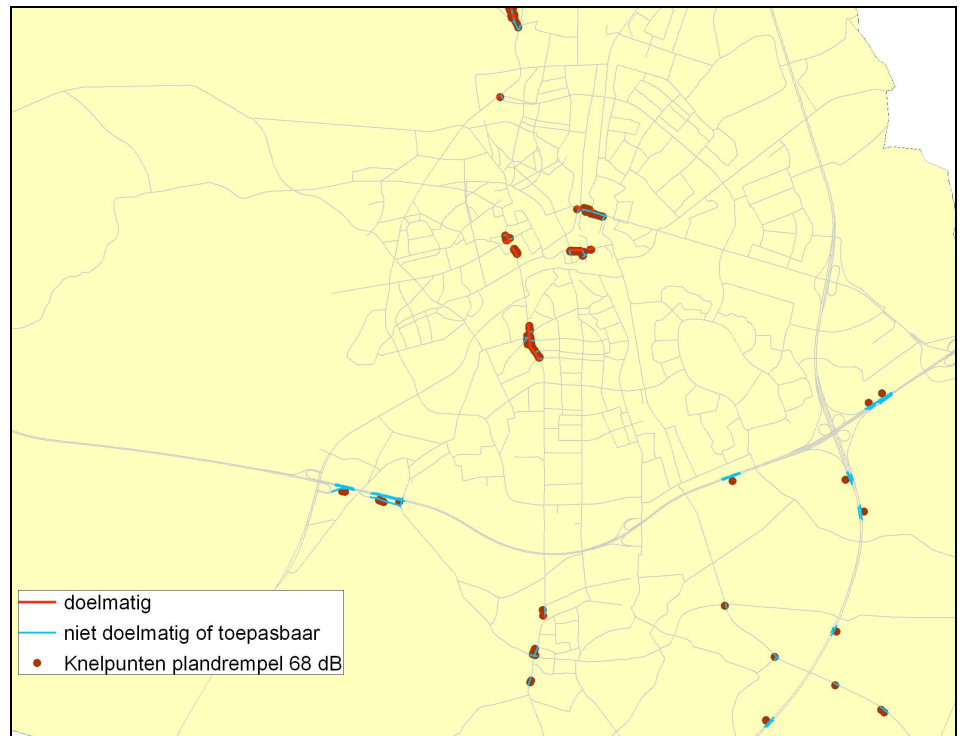 doelmatig
niet doelmatig of toepasbaar
Knelpunten plandrempel 68 dB